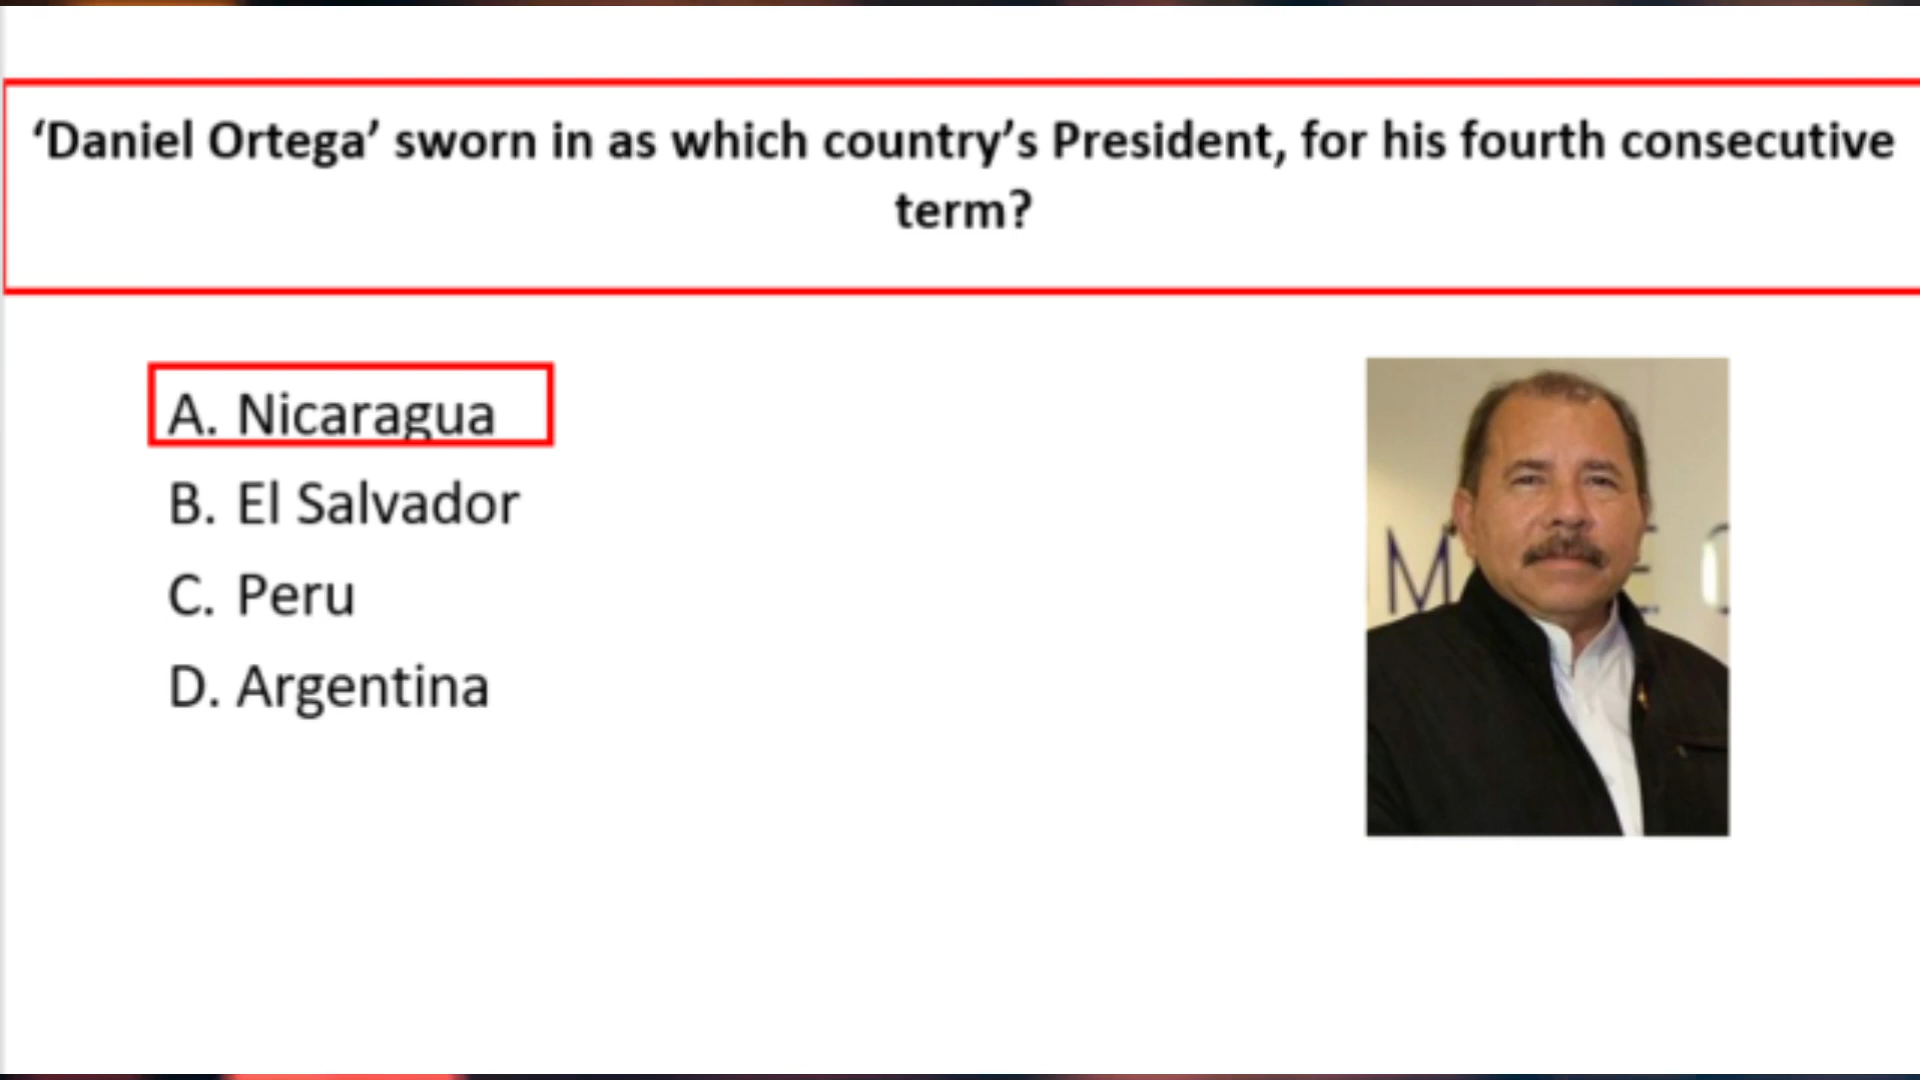 ‘Daniel Ortega’ sworn in as which country’s President, for his fourth consecutive
term?
A. Nicaragua
B. El Salvador
C. Peru
D. Argentina